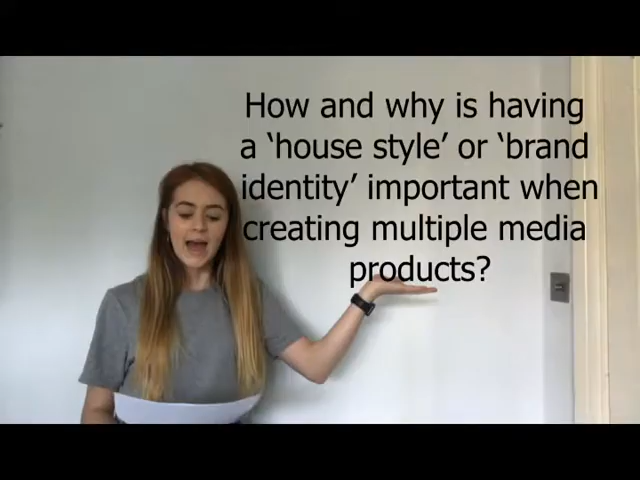 How and why is having
a ‘house style’ or ‘brand
identity’ important when
creating multiple media
products?